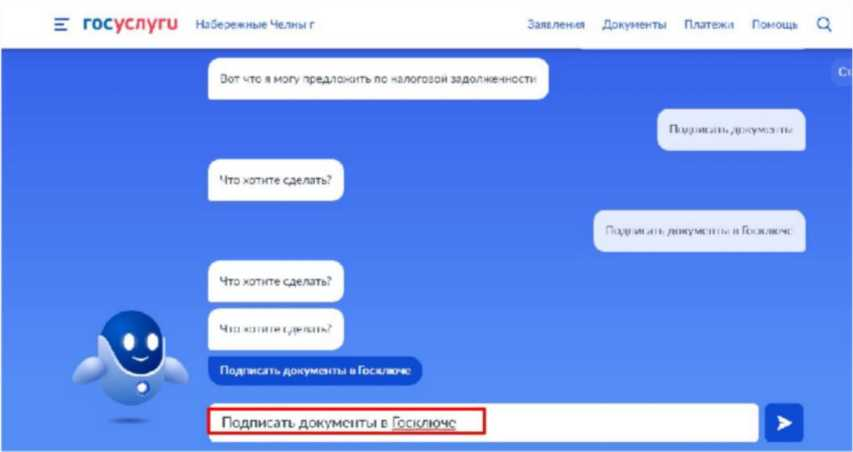 госуслуги Набережные Челны г Заявления Документы Платежи Помощь
Вот что я могу предложить по налоговой задолженности
Подписать документы
Что хотите сделать?
Подписать документы в Госключе
Что хотите сделать?
Что хотите сделать?
Подписать документы в Госключе
Подписать документы в Госключе